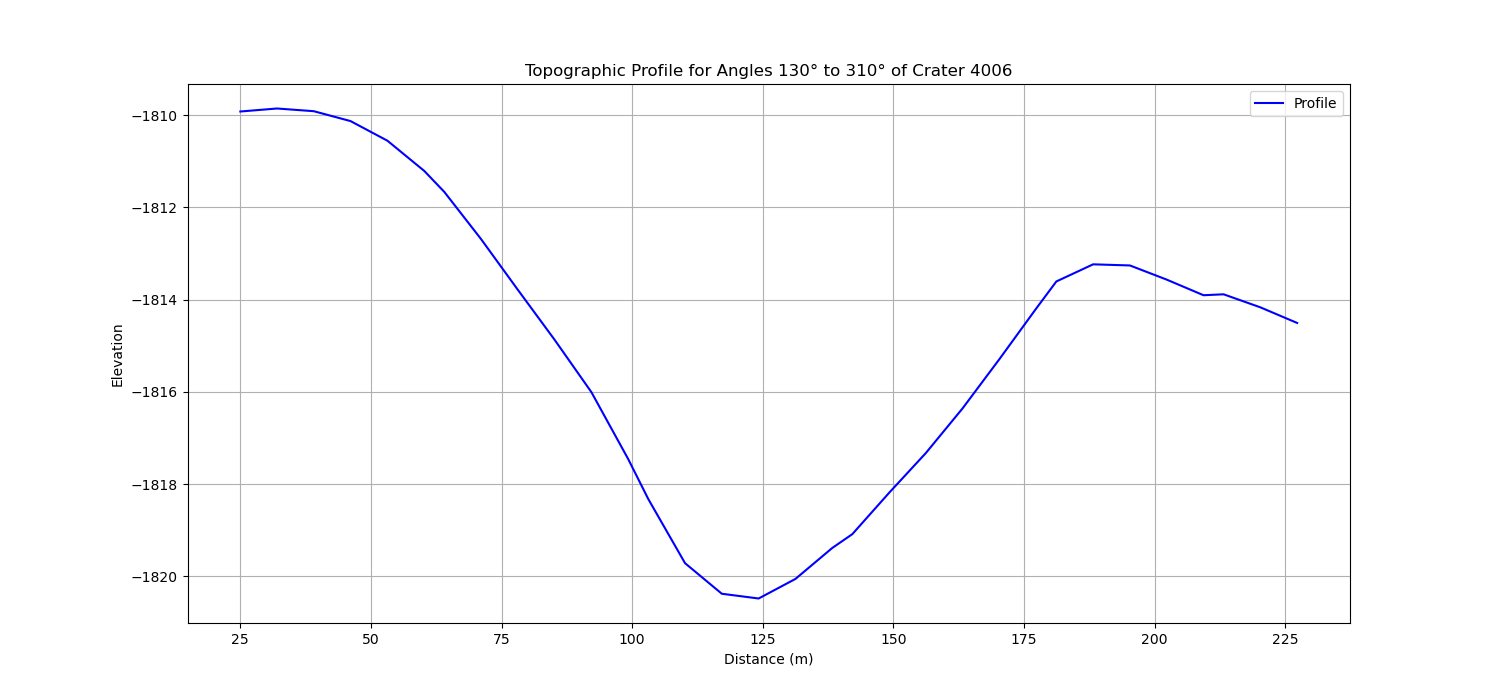 Topographic Profile for Angles 130° to 310° of Crater 4006
Profile
−1810
−1812
−1814
−1816
−1818
−1820
Elevation
25 50 75 100 125 150 175 200 225
Distance (m)